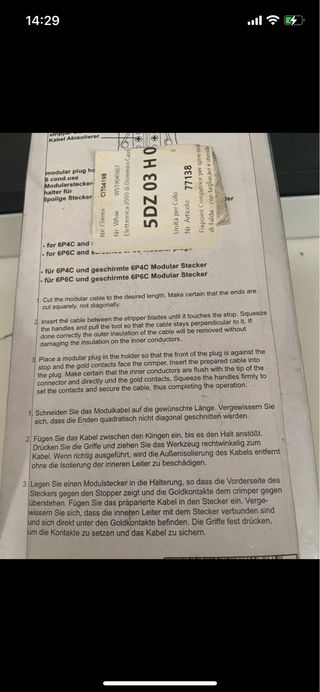 14:29
Kabel Abisolierer
modular plug
6 cond.use
Modularstecker-
halter für
6polige Stecker
Nr. Cliente CIT04198
Nr. Whse
Elettronica 2000 di Domenico
5DZ 03 H0
Unità per Collo
Nr. Articolo 77138
- for 6P4C and
- for 6P6C and
- für 6P4C und geschirmte 6P4C Modular Stecker
- für 6P6C und geschirmte 6P6C Modular Stecker
1. Cut the modular cable to the desired length. Make certain that the ends are
cut squarely, not diagonally.
2. Insert the cable between the stripper blades until it touches the stop. Squeeze
the handles and pull the tool so that the cable stays perpendicular to it. If
done correctly the outer insulation of the cable will be removed without
damaging the insulation on the inner conductors.
3. Place a modular plug in the holder so that the front of the plug is against the
stop and the gold contacts face the crimper. Insert the prepared cable into
the plug. Make certain that the inner conductors are flush with the tip of the
connector and directly und the gold contacts. Squeeze the handles firmly to
set the contacts and secure the cable, thus completing the operation.
1. Schneiden Sie das Modulkabel auf die gewünschte Länge. Vergewissern Sie
sich, dass die Enden quadratisch nicht diagonal geschnitten werden.
2. Fügen Sie das Kabel zwischen den Klingen ein, bis es den Halt anstößt.
Drücken Sie die Griffe und ziehen Sie das Werkzeug rechtwinkelig zum
Kabel. Wenn richtig ausgeführt, wird die Außenisolierung des Kabels entfernt
ohne die Isolierung der inneren Leiter zu beschädigen.
3. Legen Sie einen Modulstecker in die Halterung, so dass die Vorderseite des
Steckers gegen den Stopper zeigt und die Goldkontakte dem crimper gegen
überstehen. Fügen Sie das präparierte Kabel in den Stecker ein. Verge-
wissern Sie sich, dass die inneren Leiter mit dem Stecker verbunden sind
und sich direkt unter den Goldkontakten befinden. Die Griffe fest drücken,
um die Kontakte zu setzen und das Kabel zu sichern.